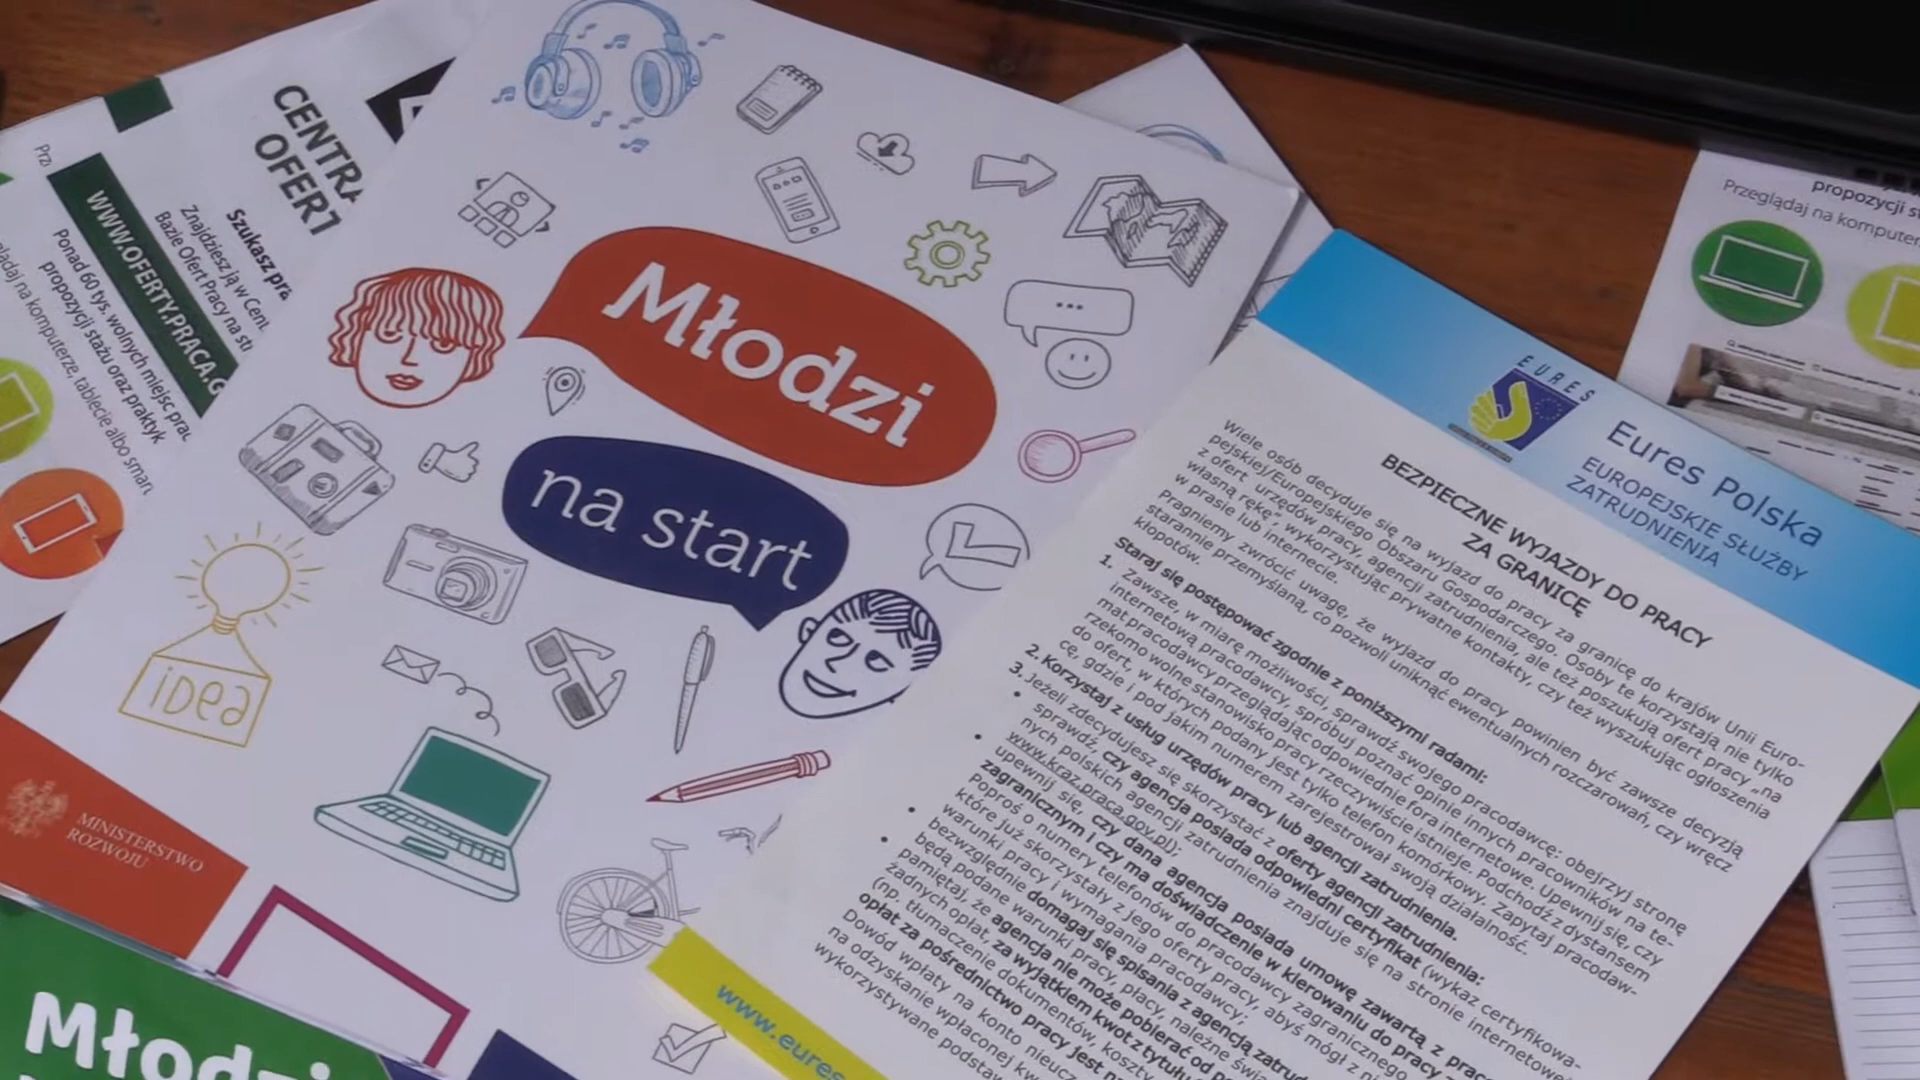 CENTRA
OFERT
WWW.OFERTY.PRACA.G
Szukasz pra
Znajdziesz ją w Cent
Bazie Ofert Pracy na st
Ponad 60 tys. wolnych miejsc prac
propozycji stażu oraz praktyk
ądaj na komputerze, tablecie albo smart
Młodzi
na start
idea
MINISTERSTWO
ROZWOJU
Młodzi
EURES
Eures Polska
EUROPEJSKIE SŁUŻBY
ZATRUDNIENIA
BEZPIECZNE WYJAZDY DO PRACY
ZA GRANICĘ
Wiele osób decyduje się na wyjazd do pracy za granicę do krajów Unii Euro-
pejskiej/Europejskiego Obszaru Gospodarczego. Osoby te korzystają nie tylko
z ofert urzędów pracy, agencji zatrudnienia, ale też poszukują ofert pracy „na
własną rękę”, wykorzystując prywatne kontakty, czy też wyszukując ogłoszenia
w prasie lub internecie.
Pragniemy zwrócić uwagę, że wyjazd do pracy powinien być zawsze decyzją
starannie przemyślaną, co pozwoli uniknąć ewentualnych rozczarowań, czy wręcz
kłopotów.
Staraj się postępować zgodnie z poniższymi radami:
1. Zawsze, w miarę możliwości, sprawdź swojego pracodawcę: obejrzyj stronę
internetową pracodawcy, spróbuj poznać opinie innych pracowników na te-
mat pracodawcy przeglądając odpowiednie fora internetowe. Upewnij się, czy
rzekomo wolne stanowisko pracy rzeczywiście istnieje. Podchodź z dystansem
do ofert, w których podany jest tylko telefon komórkowy. Zapytaj pracodaw-
cę, gdzie i pod jakim numerem zarejestrował swoją działalność.
2. Korzystaj z usług urzędów pracy lub agencji zatrudnienia.
3. Jeżeli zdecydujesz się skorzystać z oferty agencji zatrudnienia:
• sprawdź, czy agencja posiada odpowiedni certyfikat (wykaz certyfikowa-
nych polskich agencji zatrudnienia znajduje się na stronie internetowej
www.kraz.praca.gov.pl);
• upewnij się, czy dana agencja posiada umowę zawartą z prac
zagranicznym i czy ma doświadczenie w kierowaniu do pracy
Poproś o numery telefonów do pracodawcy zagranicznego
które już skorzystały z jego oferty pracy, abyś mógł z ni
warunki pracy i wymagania pracodawcy;
• bezwzględnie domagaj się spisania z agencją zatrud
będą podane warunki pracy, płacy, należne świa
• pamiętaj, że agencja nie może pobierać od
żadnych opłat, za wyjątkiem kwot z tytułu
(np. tłumaczenie dokumentów, koszty
opłat za pośrednictwo pracy jest n
Dowód wpłaty na konto nieucz
na odzyskanie wpłaconej kw
wykorzystywane podstaw
www.eures
propozycji st
Przeglądaj na komputer